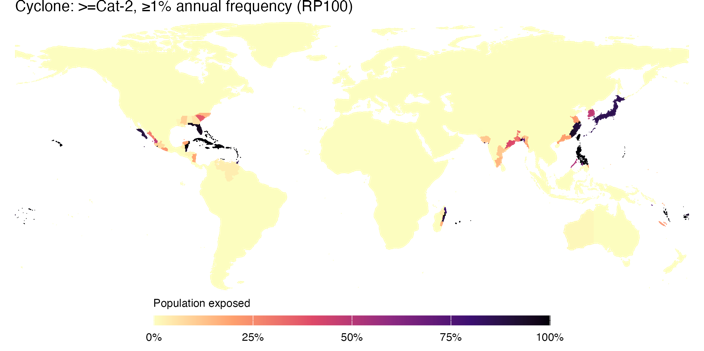 Cyclone: >=Cat-2, ≥1% annual frequency (RP100)
Population exposed
0% 25% 50% 75% 100%